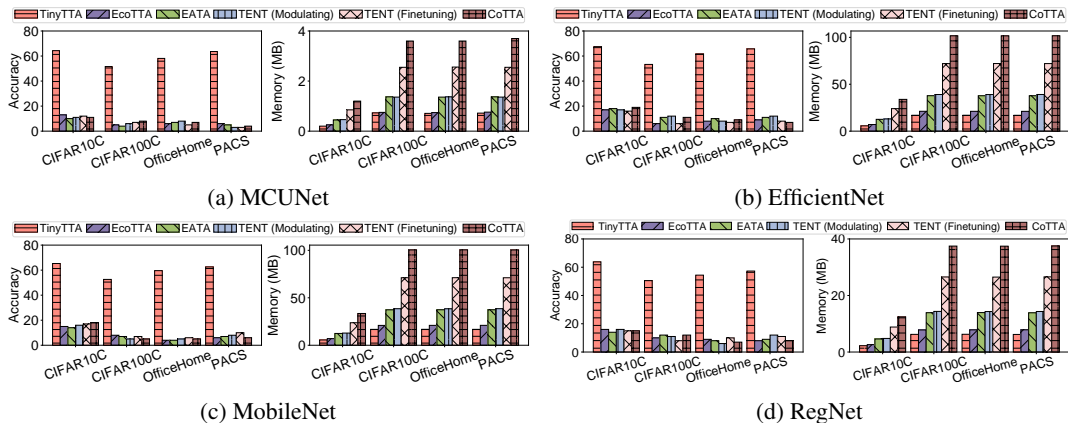 TinyTTA EcoTTA EATA TENT (Modulating) TENT (Finetuning) CoTTA
Accuracy
80
60
40
20
0
CIFAR10C CIFAR100C OfficeHome PACS
Memory (MB)
4
2
0
CIFAR10C CIFAR100C OfficeHome PACS
(a) MCUNet
TinyTTA EcoTTA EATA TENT (Modulating) TENT (Finetuning) CoTTA
Accuracy
80
60
40
20
0
CIFAR10C CIFAR100C OfficeHome PACS
Memory (MB)
100
50
0
CIFAR10C CIFAR100C OfficeHome PACS
(b) EfficientNet
TinyTTA EcoTTA EATA TENT (Modulating) TENT (Finetuning) CoTTA
Accuracy
80
60
40
20
0
CIFAR10C CIFAR100C OfficeHome PACS
Memory (MB)
100
50
0
CIFAR10C CIFAR100C OfficeHome PACS
(c) MobileNet
TinyTTA EcoTTA EATA TENT (Modulating) TENT (Finetuning) CoTTA
Accuracy
80
60
40
20
0
CIFAR10C CIFAR100C OfficeHome PACS
Memory (MB)
40
20
0
CIFAR10C CIFAR100C OfficeHome PACS
(d) RegNet